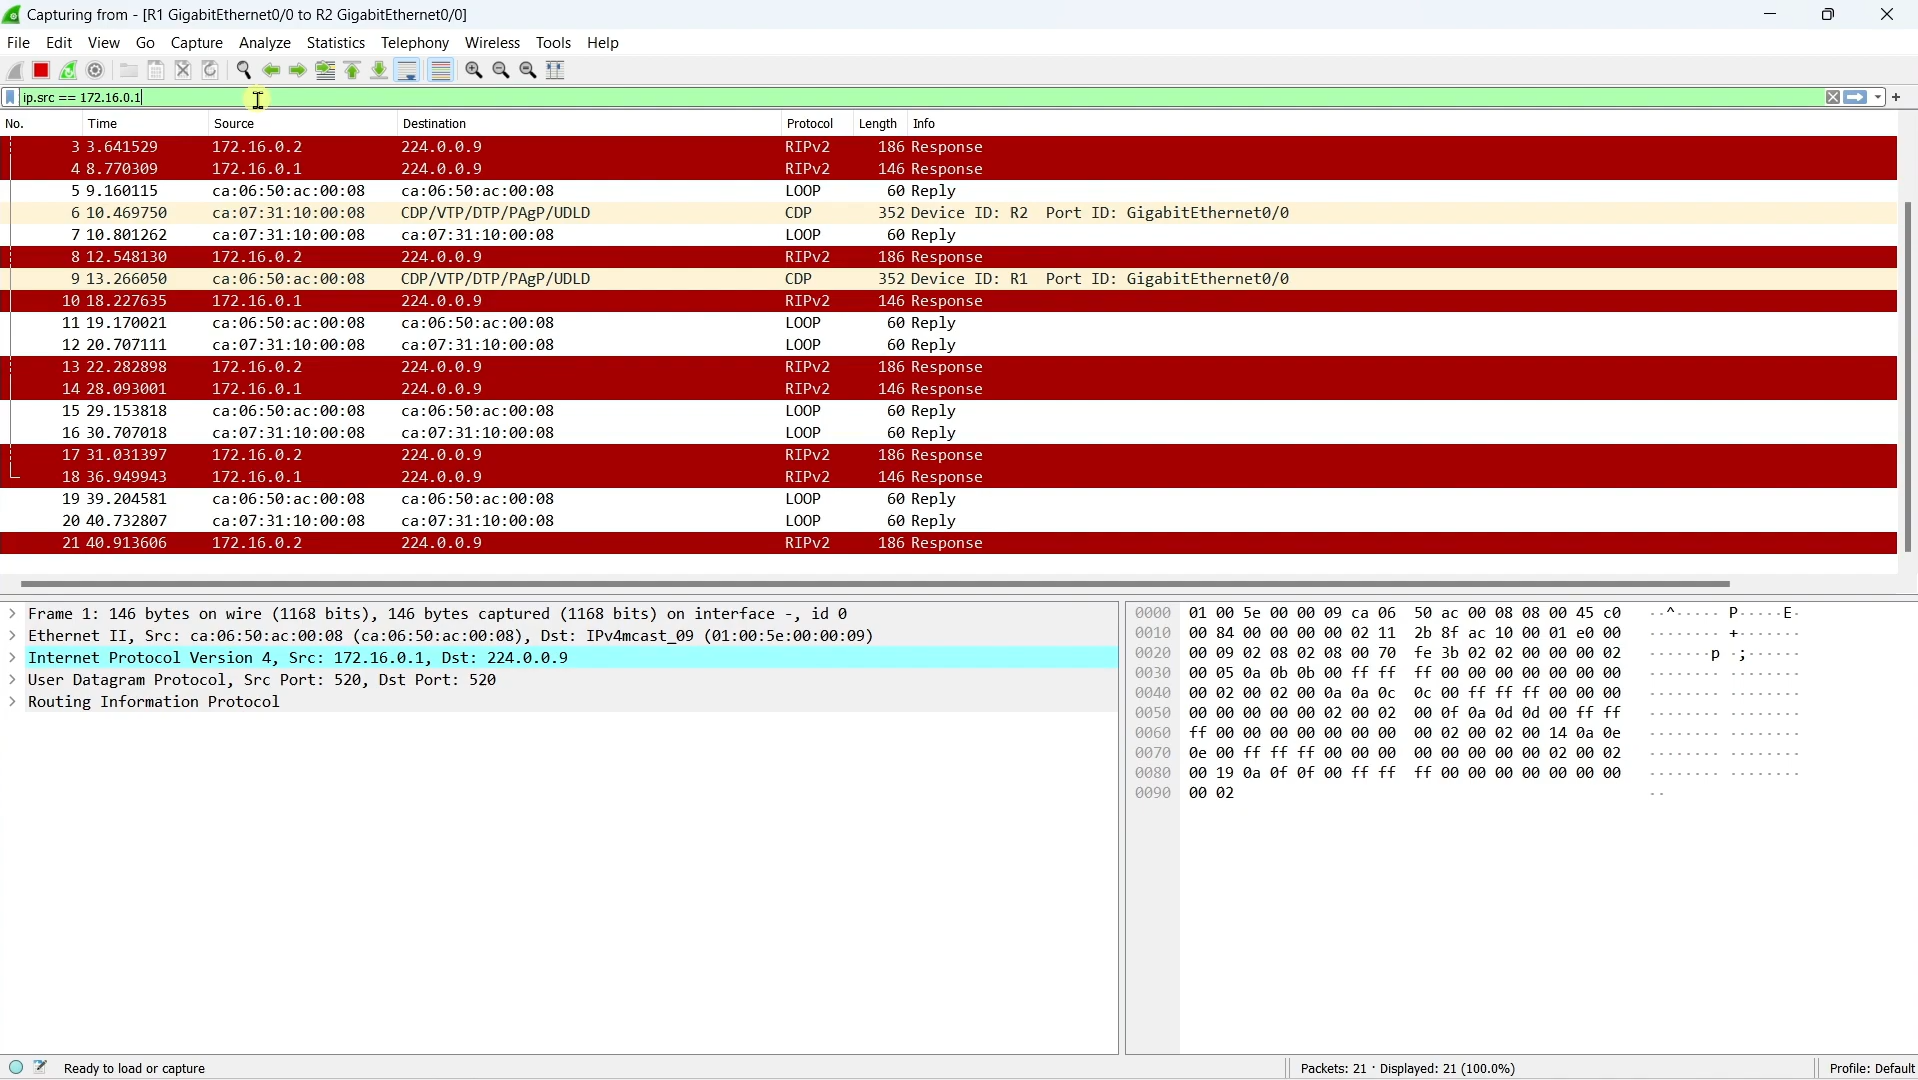 Capturing from - [R1 GigabitEthernet0/0 to R2 GigabitEthernet0/0]
File Edit View Go Capture Analyze Statistics Telephony Wireless Tools Help
ip.src == 172.16.0.1
No. Time Source Destination Protocol Length Info
3 3.641529 172.16.0.2 224.0.0.9 RIPv2 186 Response
4 8.770309 172.16.0.1 224.0.0.9 RIPv2 146 Response
5 9.160115 ca:06:50:ac:00:08 ca:06:50:ac:00:08 LOOP 60 Reply
6 10.469750 ca:07:31:10:00:08 CDP/VTP/DTP/PAgP/UDLD CDP 352 Device ID: R2 Port ID: GigabitEthernet0/0
7 10.801262 ca:07:31:10:00:08 ca:07:31:10:00:08 LOOP 60 Reply
8 12.548130 172.16.0.2 224.0.0.9 RIPv2 186 Response
9 13.266050 ca:06:50:ac:00:08 CDP/VTP/DTP/PAgP/UDLD CDP 352 Device ID: R1 Port ID: GigabitEthernet0/0
10 18.227635 172.16.0.1 224.0.0.9 RIPv2 146 Response
11 19.170021 ca:06:50:ac:00:08 ca:06:50:ac:00:08 LOOP 60 Reply
12 20.707111 ca:07:31:10:00:08 ca:07:31:10:00:08 LOOP 60 Reply
13 22.282898 172.16.0.2 224.0.0.9 RIPv2 186 Response
14 28.093001 172.16.0.1 224.0.0.9 RIPv2 146 Response
15 29.153818 ca:06:50:ac:00:08 ca:06:50:ac:00:08 LOOP 60 Reply
16 30.707018 ca:07:31:10:00:08 ca:07:31:10:00:08 LOOP 60 Reply
17 31.031397 172.16.0.2 224.0.0.9 RIPv2 186 Response
18 36.949943 172.16.0.1 224.0.0.9 RIPv2 146 Response
19 39.204581 ca:06:50:ac:00:08 ca:06:50:ac:00:08 LOOP 60 Reply
20 40.732807 ca:07:31:10:00:08 ca:07:31:10:00:08 LOOP 60 Reply
21 40.913606 172.16.0.2 224.0.0.9 RIPv2 186 Response
Frame 1: 146 bytes on wire (1168 bits), 146 bytes captured (1168 bits) on interface -, id 0
Ethernet II, Src: ca:06:50:ac:00:08 (ca:06:50:ac:00:08), Dst: IPv4mcast_09 (01:00:5e:00:00:09)
Internet Protocol Version 4, Src: 172.16.0.1, Dst: 224.0.0.9
User Datagram Protocol, Src Port: 520, Dst Port: 520
Routing Information Protocol
0000 01 00 5e 00 00 09 ca 06 50 ac 00 08 08 00 45 c0 ··^····· P·····E·
0010 00 84 00 00 00 00 02 11 2b 8f ac 10 00 01 e0 00 ········ +·······
0020 00 09 02 08 02 08 00 70 fe 3b 02 02 00 00 00 02 ·······p ·;······
0030 00 05 0a 0b 0b 00 ff ff ff 00 00 00 00 00 00 00 ········ ········
0040 00 02 00 02 00 0a 0a 0c 0c 00 ff ff ff 00 00 00 ········ ········
0050 00 00 00 00 00 02 00 02 00 0f 0a 0d 0d 00 ff ff ········ ········
0060 ff 00 00 00 00 00 00 00 00 02 00 02 00 14 0a 0e ········ ········
0070 0e 00 ff ff ff 00 00 00 00 00 00 00 00 02 00 02 ········ ········
0080 00 19 0a 0f 0f 00 ff ff ff 00 00 00 00 00 00 00 ········ ········
0090 00 02 ··
Ready to load or capture Packets: 21 · Displayed: 21 (100.0%) Profile: Default